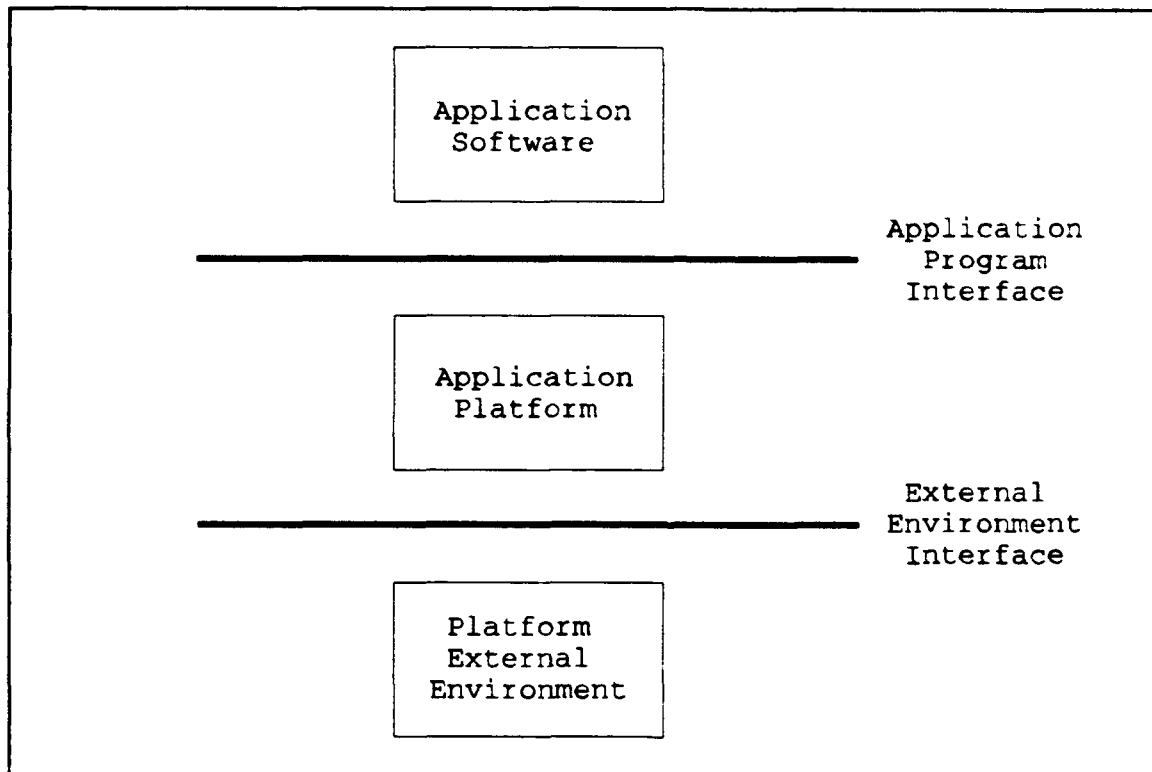 Application
Software
Application
Program
Interface
Application
Platform
External
Environment
Interface
Platform
External
Environment